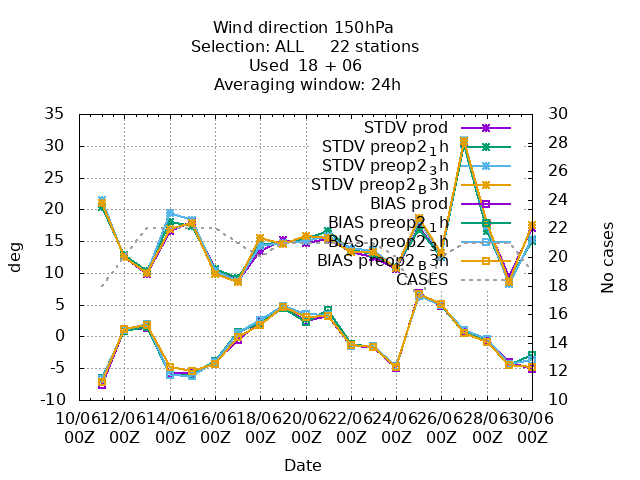 Wind direction 150hPa
Selection: ALL 22 stations
Used 18 + 06
Averaging window: 24h
35 30 25 20 15 10 5 0 -5 -10
deg
STDV prod
STDV preop2_1h
STDV preop2_3h
STDV preop2_B3h
BIAS prod
BIAS preop2_1h
BIAS preop2_3h
BIAS preop2_B3h
CASES
30 28 26 24 22 20 18 16 14 12 10
No cases
10/06 12/06 14/06 16/06 18/06 20/06 22/06 24/06 26/06 28/06 30/06
00Z 00Z 00Z 00Z 00Z 00Z 00Z 00Z 00Z 00Z 00Z
Date